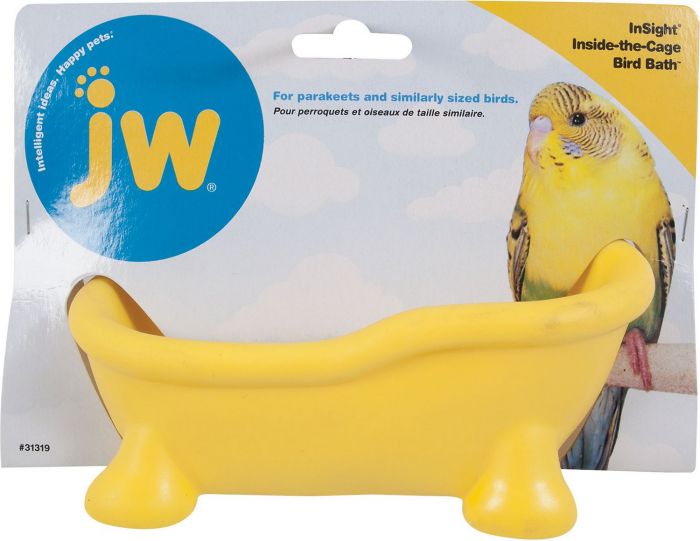 Intelligent ideas. Happy pets.
jw®
InSight®
Inside-the-Cage
Bird Bath™
For parakeets and similarly sized birds.
Pour perroquets et oiseaux de taille similaire.
#31319